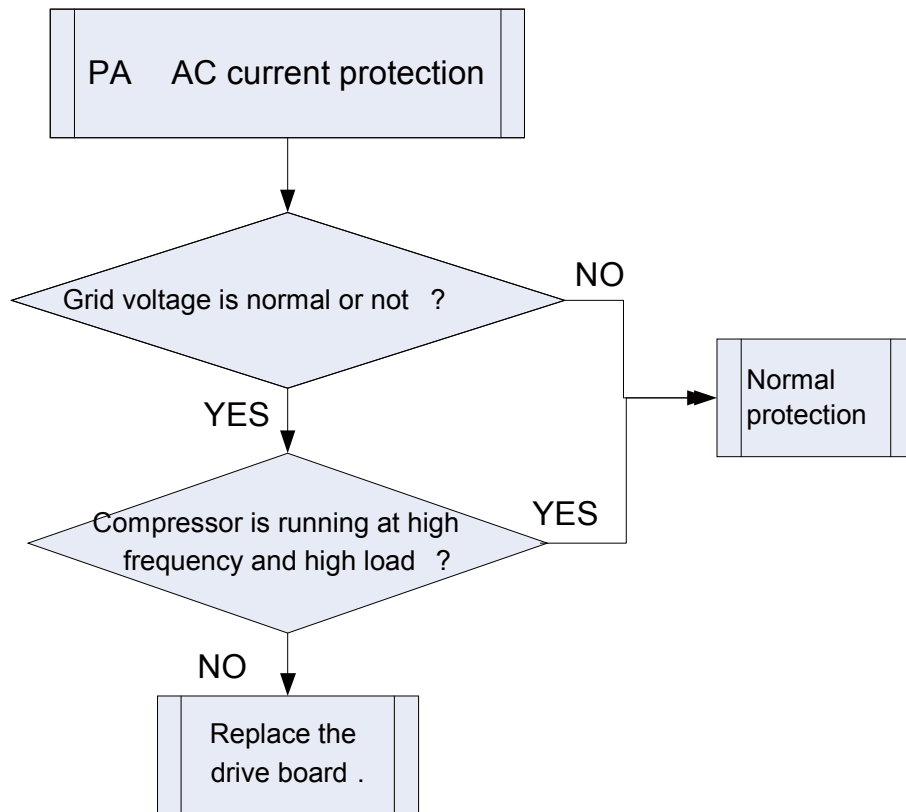 PA AC current protection
Grid voltage is normal or not ?
NO
YES
Normal
protection
Compressor is running at high
frequency and high load ?
YES
NO
Replace the
drive board .